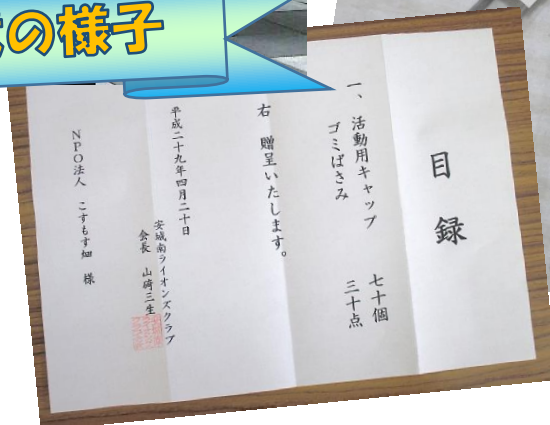 の様子
目録
一、活動用キャップ 七十個
ゴミばさみ 三十点
右 贈呈いたします。
平成二十九年四月二十日
安城南ライオンズクラブ
会長 山﨑三生
NPO法人 こすもす畑 様